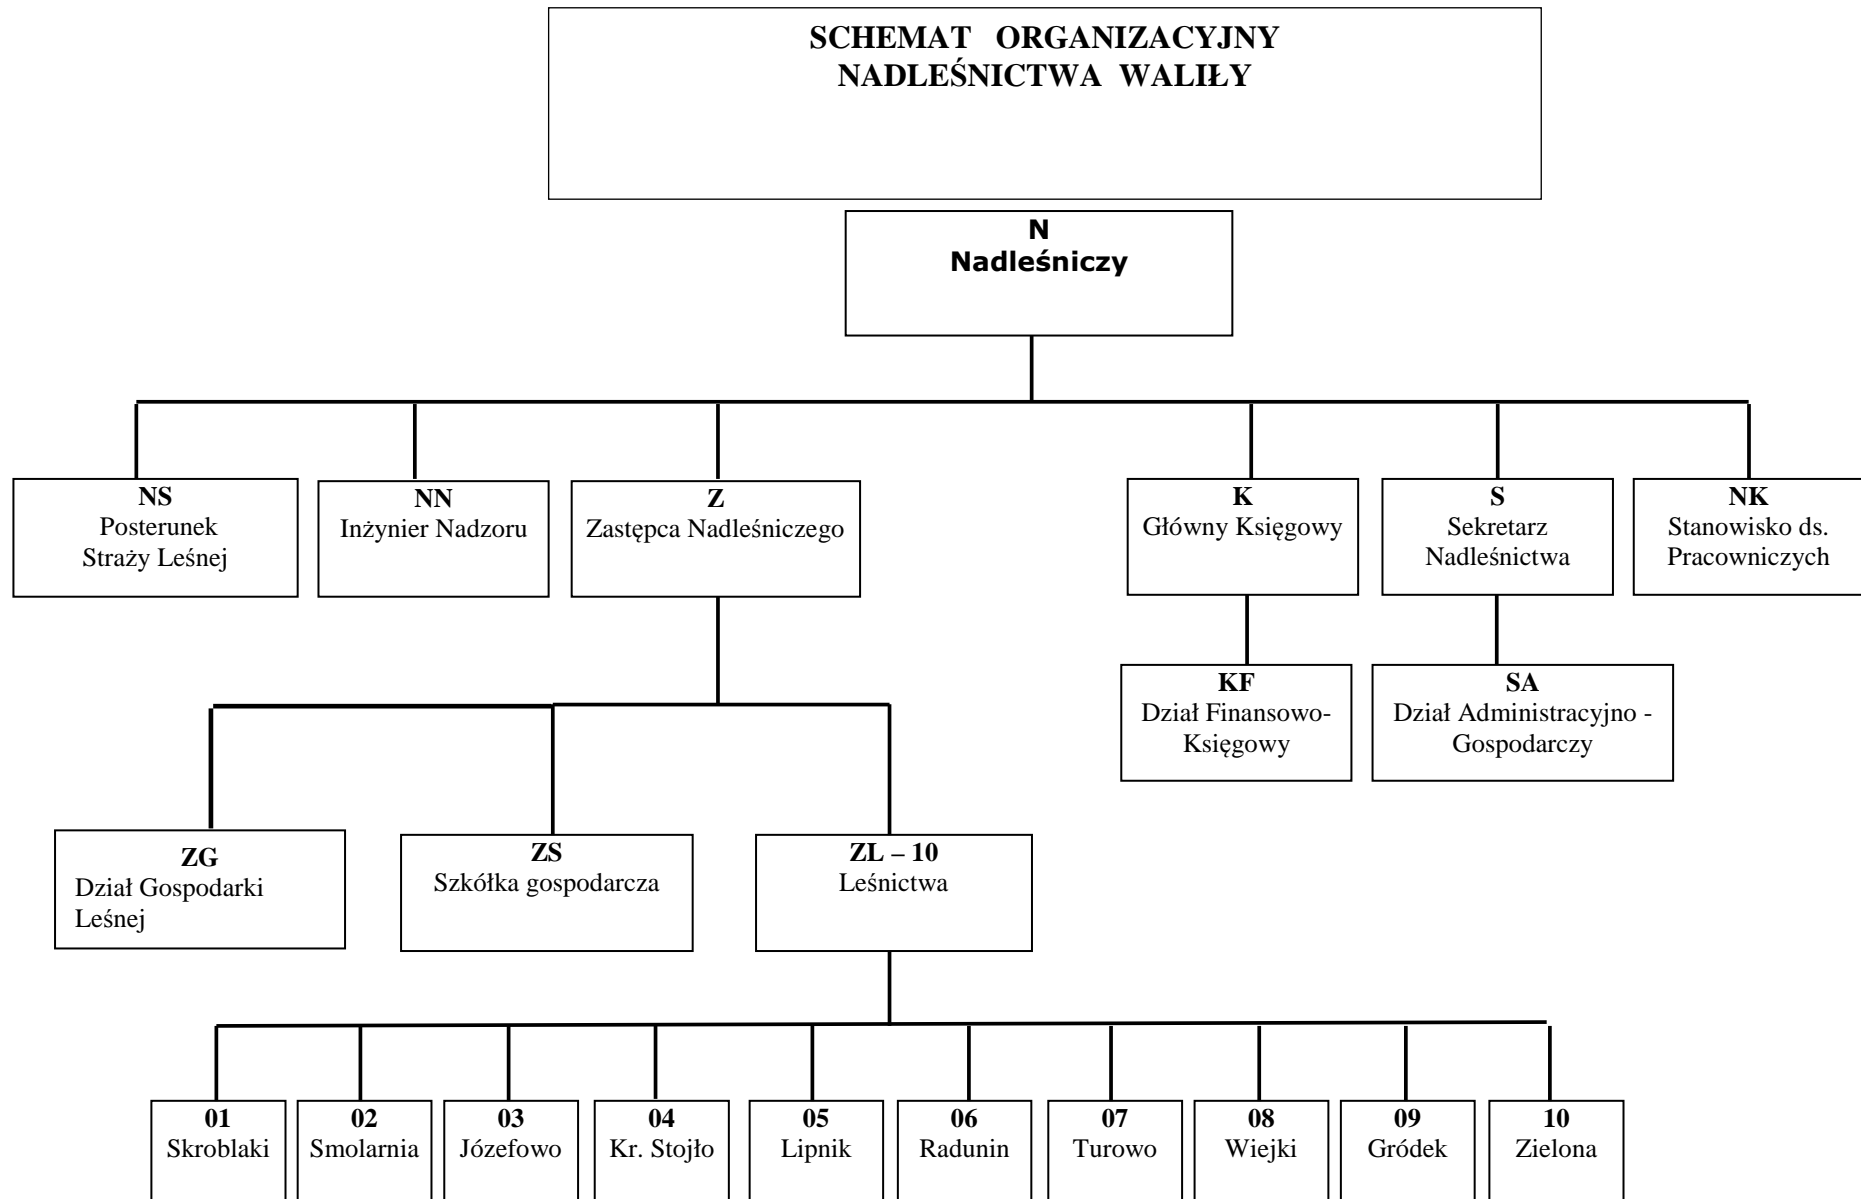 SCHEMAT ORGANIZACYJNY
NADLEŚNICTWA WALIŁY
N
Nadleśniczy
NS
Posterunek
Straży Leśnej
NN
Inżynier Nadzoru
Z
Zastępca Nadleśniczego
K
Główny Księgowy
S
Sekretarz
Nadleśnictwa
NK
Stanowisko ds.
Pracowniczych
KF
Dział Finansowo-
Księgowy
SA
Dział Administracyjno -
Gospodarczy
ZG
Dział Gospodarki
Leśnej
ZS
Szkółka gospodarcza
ZL – 10
Leśnictwa
01
Skroblaki
02
Smolarnia
03
Józefowo
04
Kr. Stojło
05
Lipnik
06
Radunin
07
Turowo
08
Wiejki
09
Gródek
10
Zielona